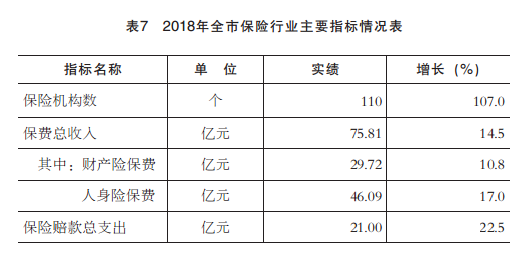 表7 2018年全市保险行业主要指标情况表
指标名称 单 位 实绩 增长 (%)
保险机构数 个 110 107.0
保费总收入 亿元 75.81 14.5
其中：财产险保费 亿元 29.72 10.8
人身险保费 亿元 46.09 17.0
保险赔款总支出 亿元 21.00 22.5